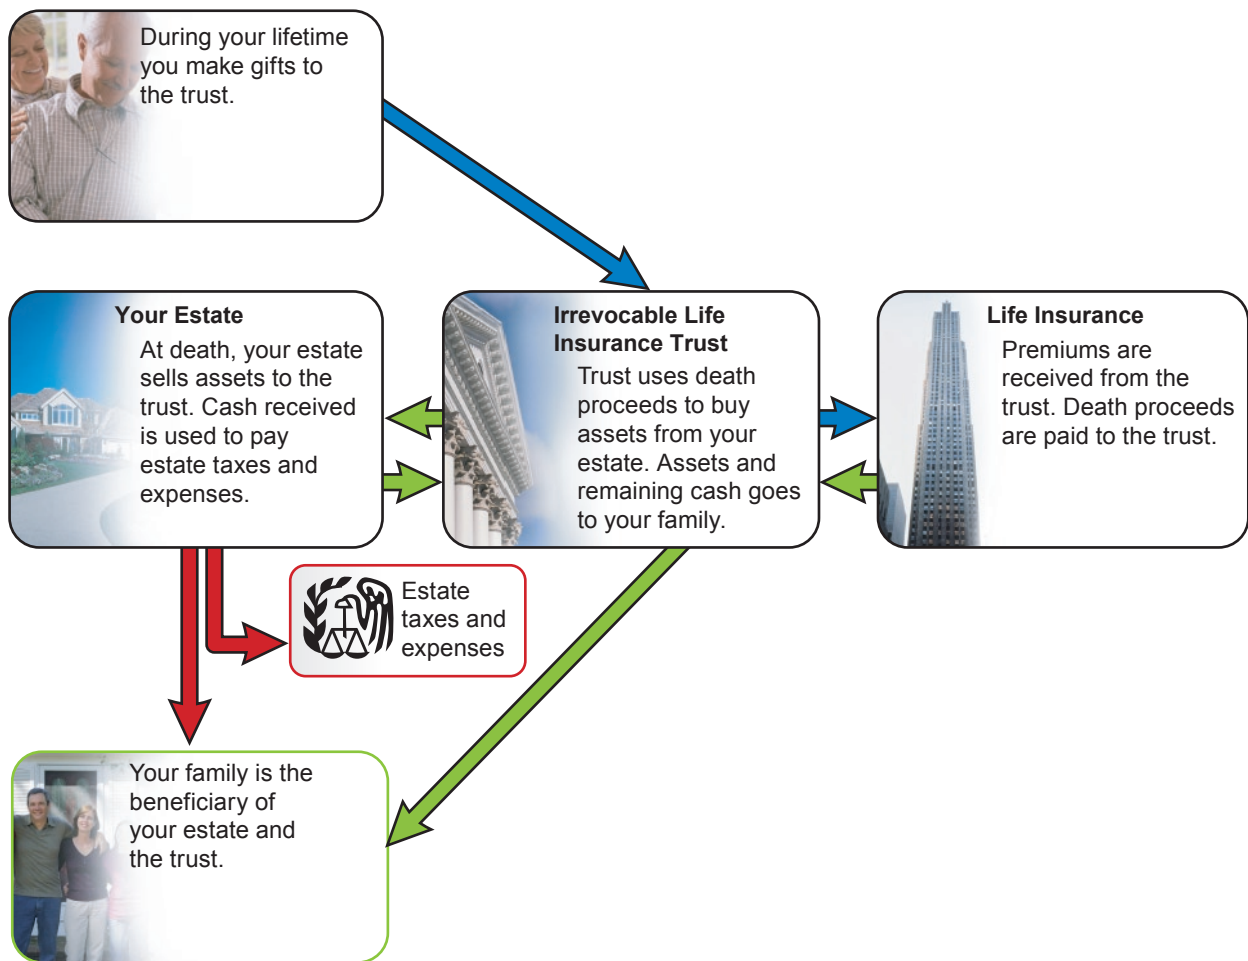 During your lifetime
you make gifts to
the trust.
Your Estate
At death, your estate
sells assets to the
trust. Cash received
is used to pay
estate taxes and
expenses.
Irrevocable Life
Insurance Trust
Trust uses death
proceeds to buy
assets from your
estate. Assets and
remaining cash goes
to your family.
Life Insurance
Premiums are
received from the
trust. Death proceeds
are paid to the trust.
Estate
taxes and
expenses
Your family is the
beneficiary of
your estate and
the trust.